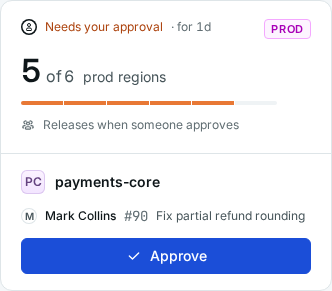 Needs your approval · for 1d PROD
5 of 6 prod regions
Releases when someone approves
PC payments-core
M Mark Collins #90 Fix partial refund rounding
Approve